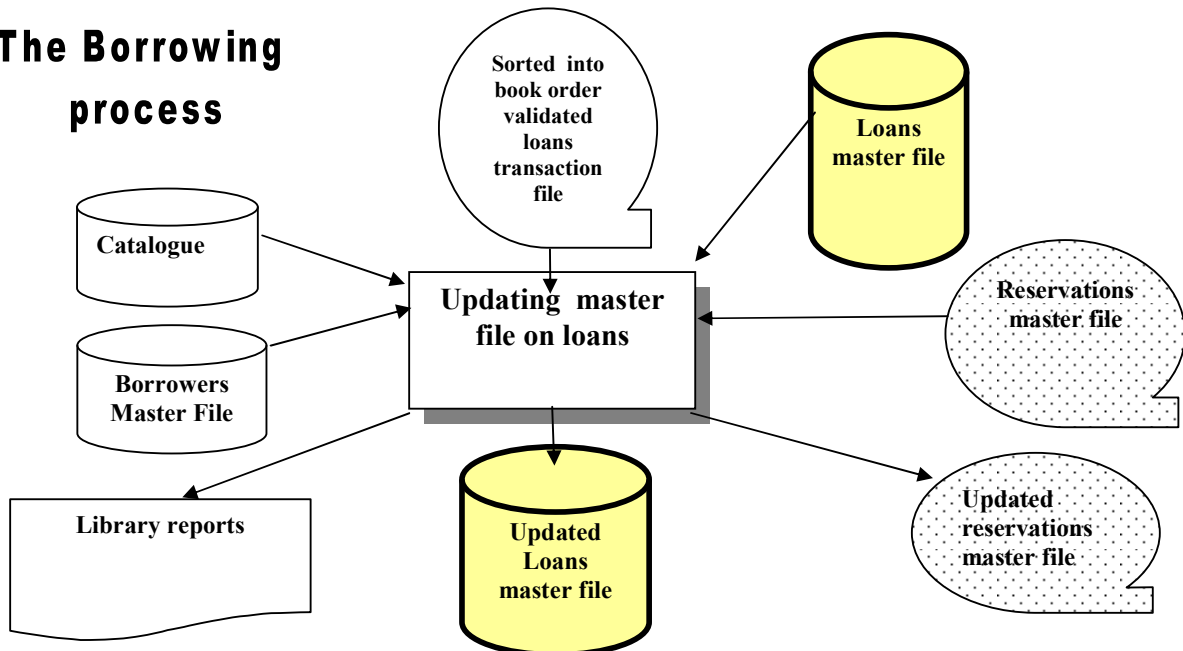 The Borrowing
process
Sorted into
book order
validated
loans
transaction
file
Loans
master file
Catalogue
Updating master
file on loans
Reservations
master file
Borrowers
Master File
Library reports
Updated
Loans
master file
Updated
reservations
master file